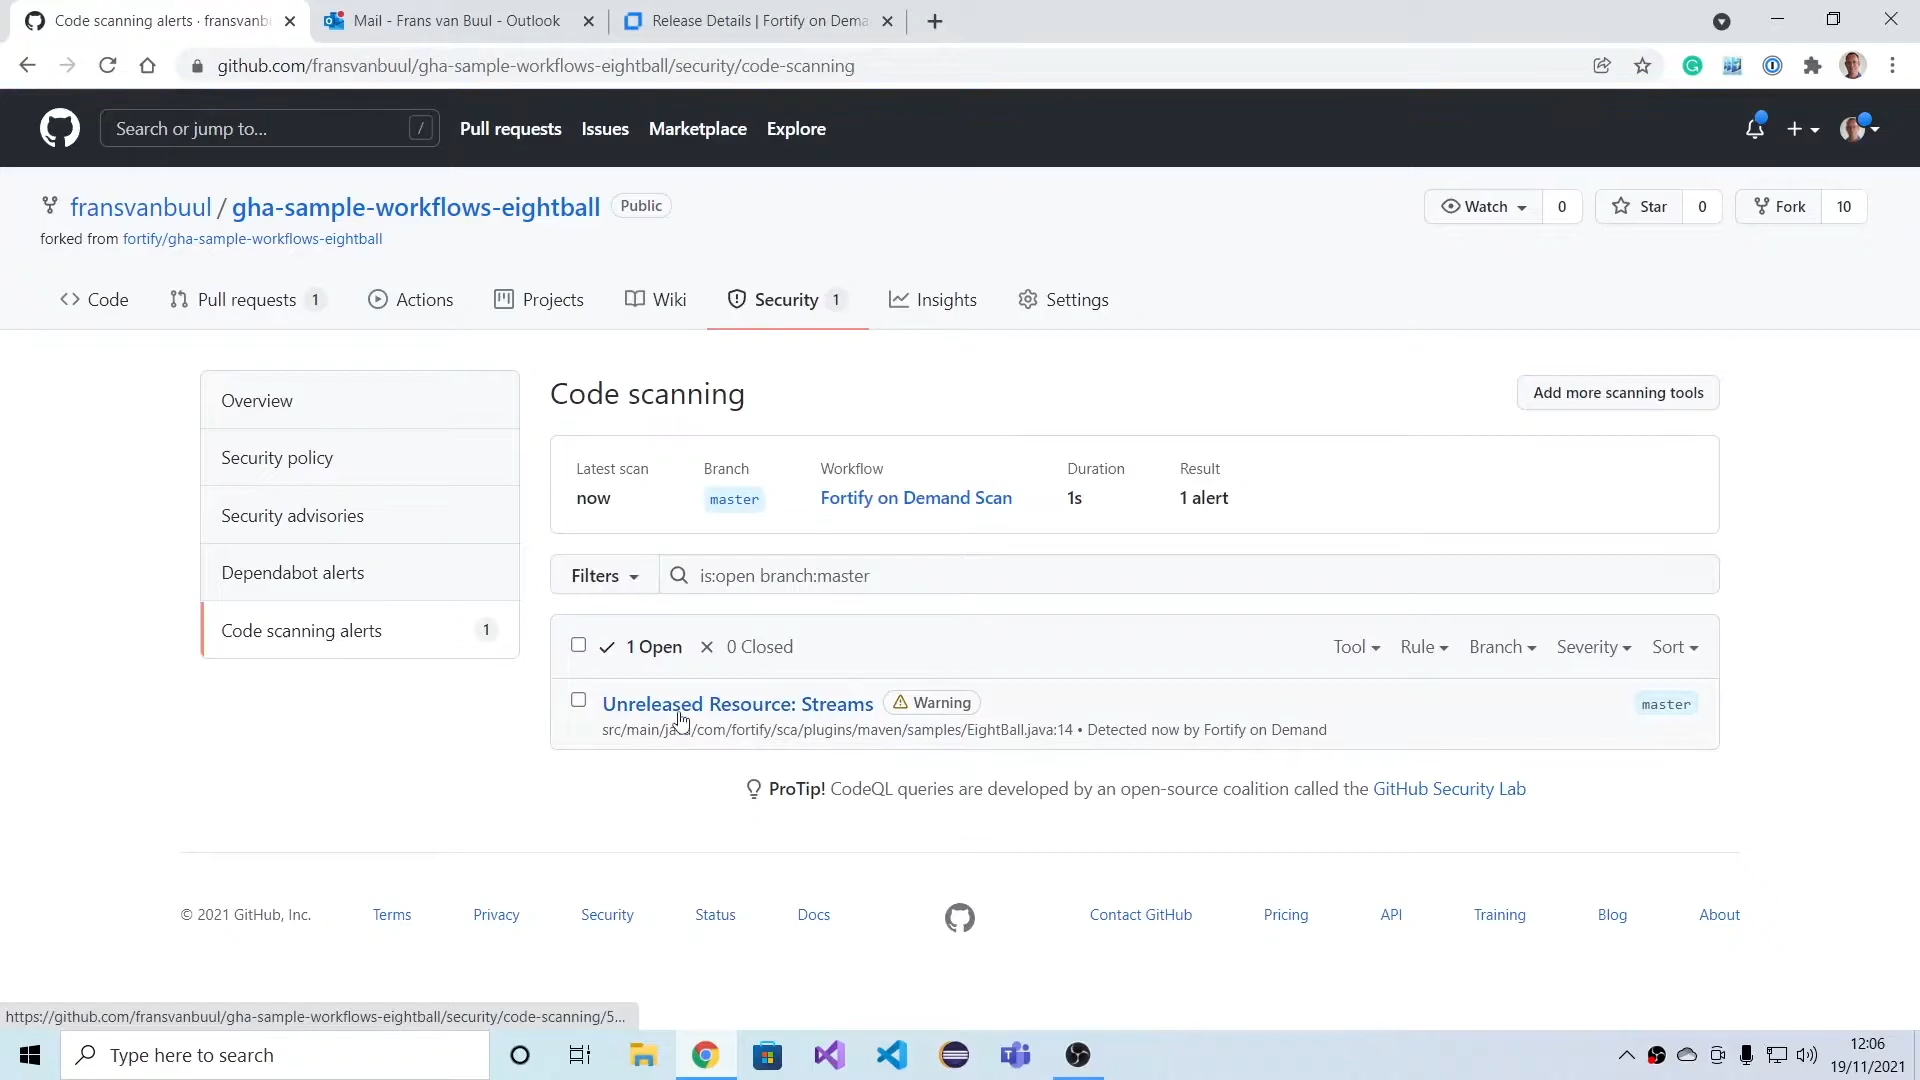 Code scanning alerts · fransvanb
Mail - Frans van Buul - Outlook
Release Details | Fortify on Dema
github.com/fransvanbuul/gha-sample-workflows-eightball/security/code-scanning
Search or jump to...
/
Pull requests
Issues
Marketplace
Explore
fransvanbuul / gha-sample-workflows-eightball
Public
Watch
0
Star
0
Fork
10
forked from fortify/gha-sample-workflows-eightball
Code
Pull requests 1
Actions
Projects
Wiki
Security 1
Insights
Settings
Overview
Security policy
Security advisories
Dependabot alerts
Code scanning alerts 1
Code scanning
Add more scanning tools
Latest scan
Branch
Workflow
Duration
Result
now
master
Fortify on Demand Scan
1s
1 alert
Filters
is:open branch:master
1 Open
0 Closed
Tool
Rule
Branch
Severity
Sort
Unreleased Resource: Streams
Warning
master
src/main/java/com/fortify/sca/plugins/maven/samples/EightBall.java:14 • Detected now by Fortify on Demand
ProTip! CodeQL queries are developed by an open-source coalition called the GitHub Security Lab
© 2021 GitHub, Inc.
Terms
Privacy
Security
Status
Docs
Contact GitHub
Pricing
API
Training
Blog
About
https://github.com/fransvanbuul/gha-sample-workflows-eightball/security/code-scanning/5...
Type here to search
12:06
19/11/2021